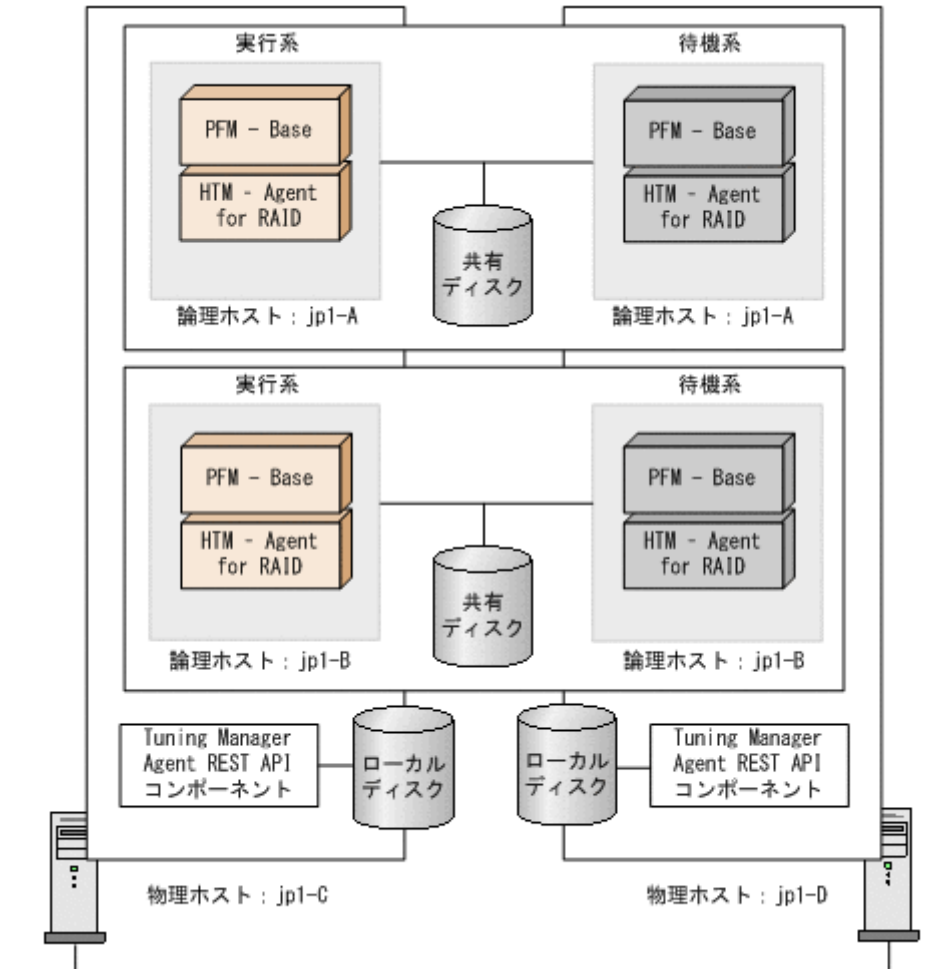 実行系
待機系
PFM - Base
PFM - Base
HTM - Agent
for RAID
HTM - Agent
for RAID
共有
ディスク
論理ホスト：jp1-A
論理ホスト：jp1-A
実行系
待機系
PFM - Base
PFM - Base
HTM - Agent
for RAID
HTM - Agent
for RAID
共有
ディスク
論理ホスト：jp1-B
論理ホスト：jp1-B
Tuning Manager
Agent REST API
コンポーネント
ローカル
ディスク
ローカル
ディスク
Tuning Manager
Agent REST API
コンポーネント
物理ホスト：jp1-C
物理ホスト：jp1-D